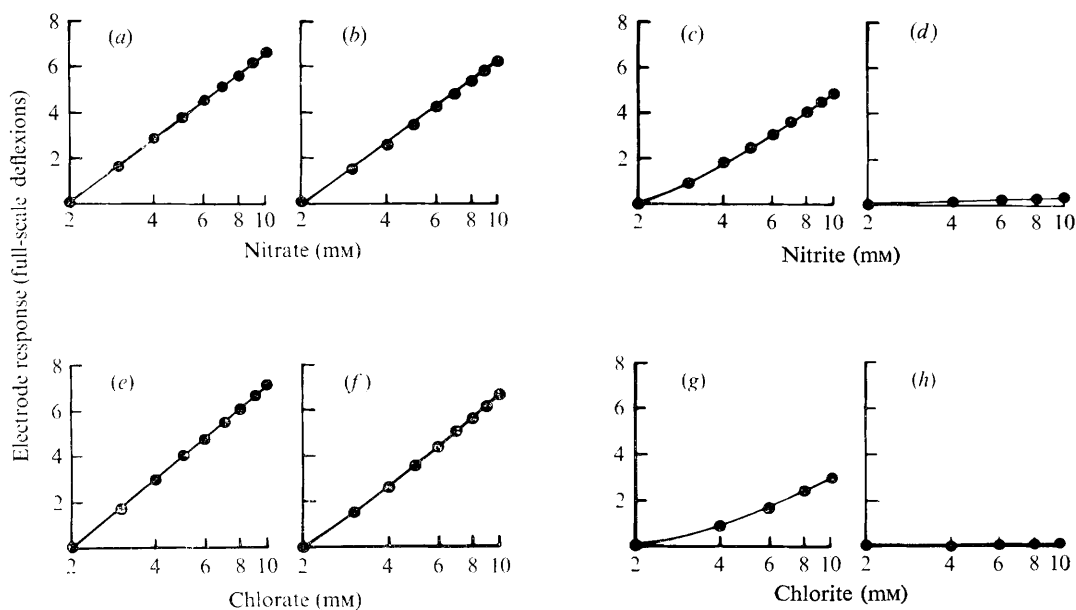 Electrode response (full-scale deflexions)
(a)
(b)
(c)
(d)
8
6
4
2
8
6
4
2
2 4 6 8 10
2 4 6 8 10
2 4 6 8 10
2 4 6 8 10
Nitrate (mM)
Nitrite (mM)
(e)
(f)
(g)
(h)
8
6
4
2
8
6
4
2
2 4 6 8 10
2 4 6 8 10
2 4 6 8 10
2 4 6 8 10
Chlorate (mM)
Chlorite (mM)